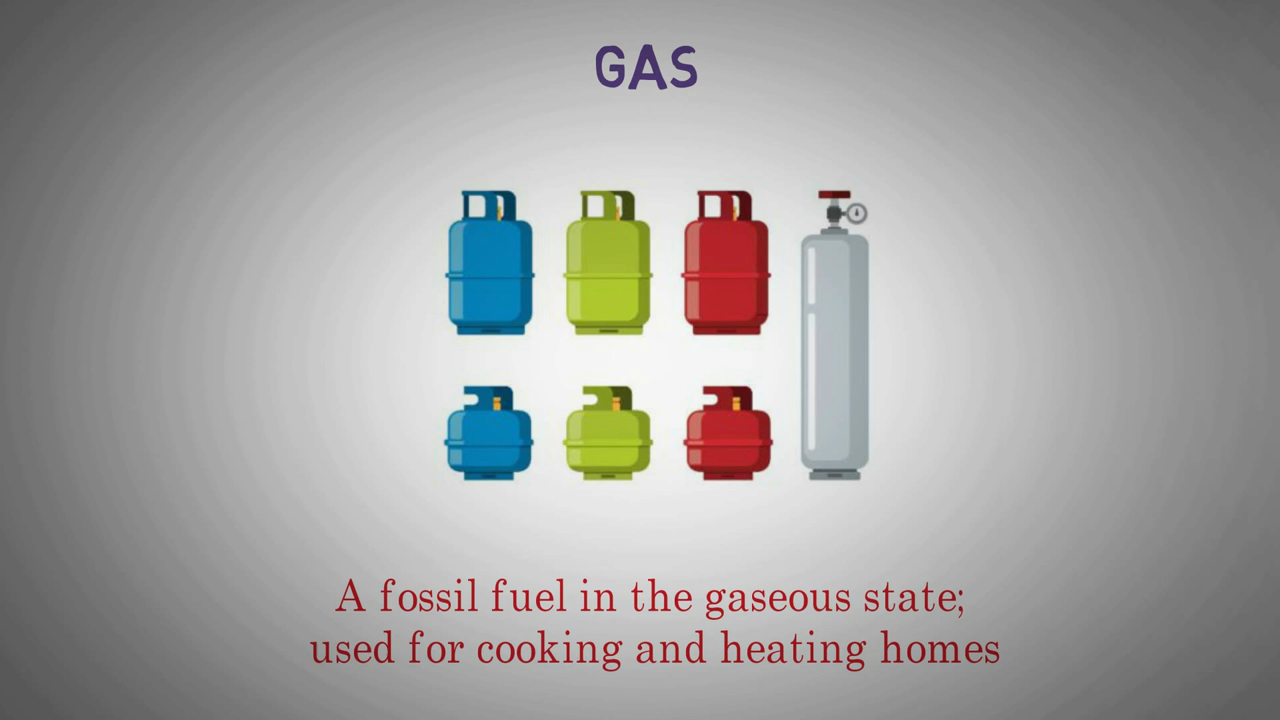 GAS
A fossil fuel in the gaseous state;
used for cooking and heating homes